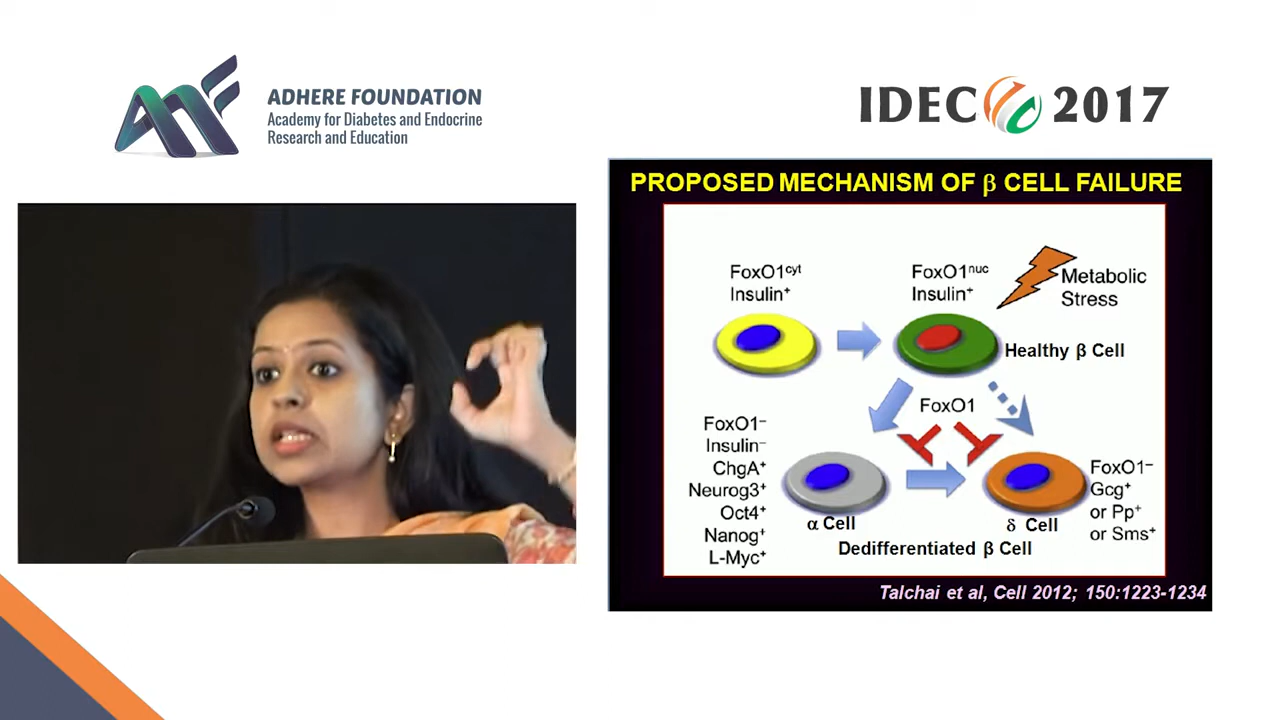 ADHERE FOUNDATION
Academy for Diabetes and Endocrine
Research and Education
IDEC 2017
PROPOSED MECHANISM OF β CELL FAILURE
FoxO1cyt
Insulin+
FoxO1nuc
Insulin+
Metabolic
Stress
Healthy β Cell
FoxO1
FoxO1−
Insulin−
ChgA+
Neurog3+
Oct4+
Nanog+
L-Myc+
α Cell
δ Cell
Dedifferentiated β Cell
FoxO1−
Gcg+
or Pp+
or Sms+
Talchai et al, Cell 2012; 150:1223-1234